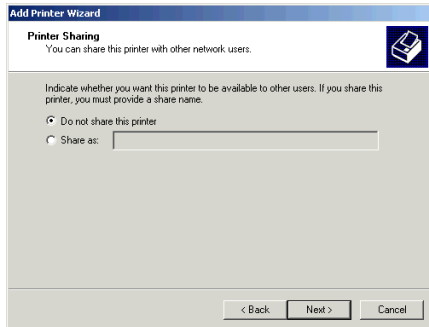 Add Printer Wizard
Printer Sharing
You can share this printer with other network users.
Indicate whether you want this printer to be available to other users. If you share this
printer, you must provide a share name.
Do not share this printer
Share as:
< Back Next > Cancel